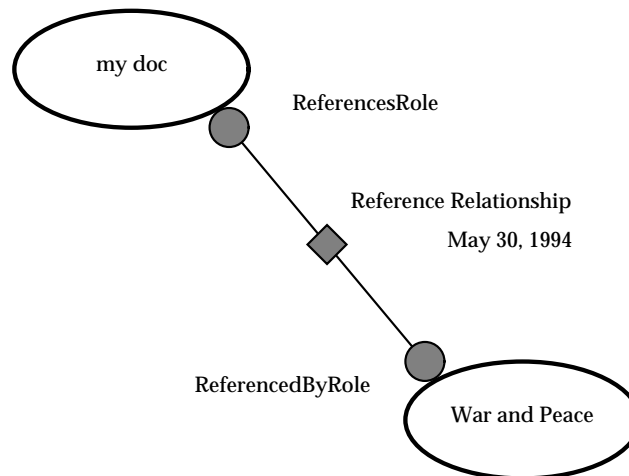 my doc
ReferencesRole
Reference Relationship
May 30, 1994
ReferencedByRole
War and Peace